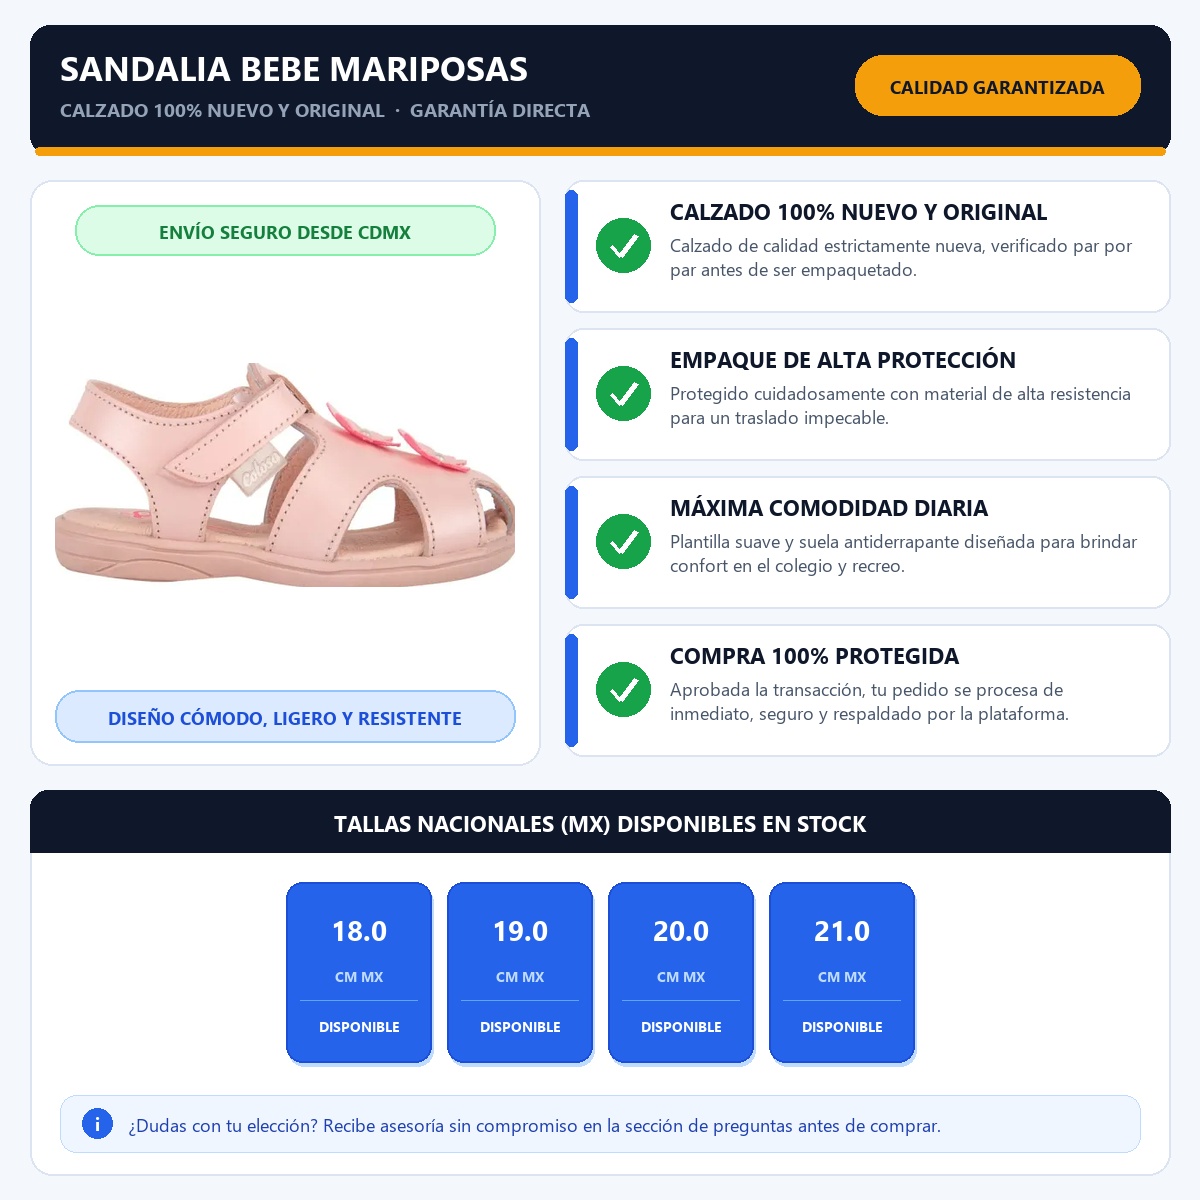 SANDALIA BEBE MARIPOSAS
CALZADO 100% NUEVO Y ORIGINAL · GARANTÍA DIRECTA
CALIDAD GARANTIZADA
ENVÍO SEGURO DESDE CDMX
Coloso
DISEÑO CÓMODO, LIGERO Y RESISTENTE
CALZADO 100% NUEVO Y ORIGINAL
Calzado de calidad estrictamente nueva, verificado par por
par antes de ser empaquetado.
EMPAQUE DE ALTA PROTECCIÓN
Protegido cuidadosamente con material de alta resistencia
para un traslado impecable.
MÁXIMA COMODIDAD DIARIA
Plantilla suave y suela antiderrapante diseñada para brindar
confort en el colegio y recreo.
COMPRA 100% PROTEGIDA
Aprobada la transacción, tu pedido se procesa de
inmediato, seguro y respaldado por la plataforma.
TALLAS NACIONALES (MX) DISPONIBLES EN STOCK
18.0
CM MX
DISPONIBLE
19.0
CM MX
DISPONIBLE
20.0
CM MX
DISPONIBLE
21.0
CM MX
DISPONIBLE
¿Dudas con tu elección? Recibe asesoría sin compromiso en la sección de preguntas antes de comprar.